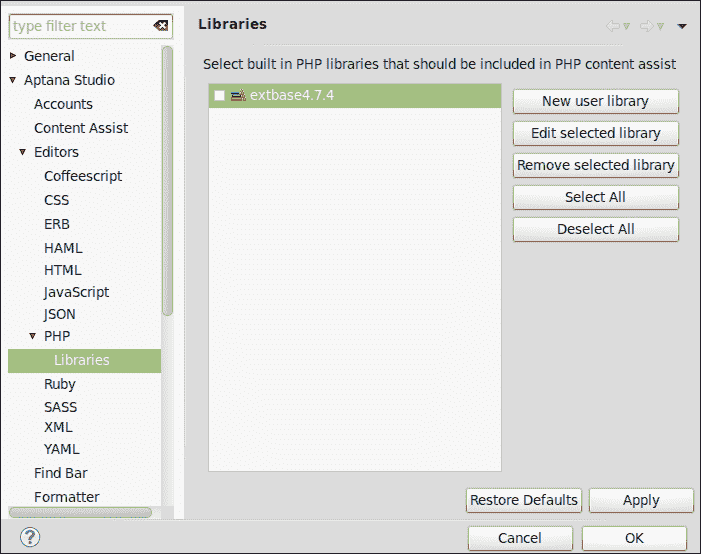 type filter text
General
Aptana Studio
Accounts
Content Assist
Editors
Coffeescript
CSS
ERB
HAML
HTML
JavaScript
JSON
PHP
Libraries
Ruby
SASS
XML
YAML
Find Bar
Formatter
Libraries
Select built in PHP libraries that should be included in PHP content assist
extbase4.7.4
New user library
Edit selected library
Remove selected library
Select All
Deselect All
Restore Defaults
Apply
?
Cancel
OK